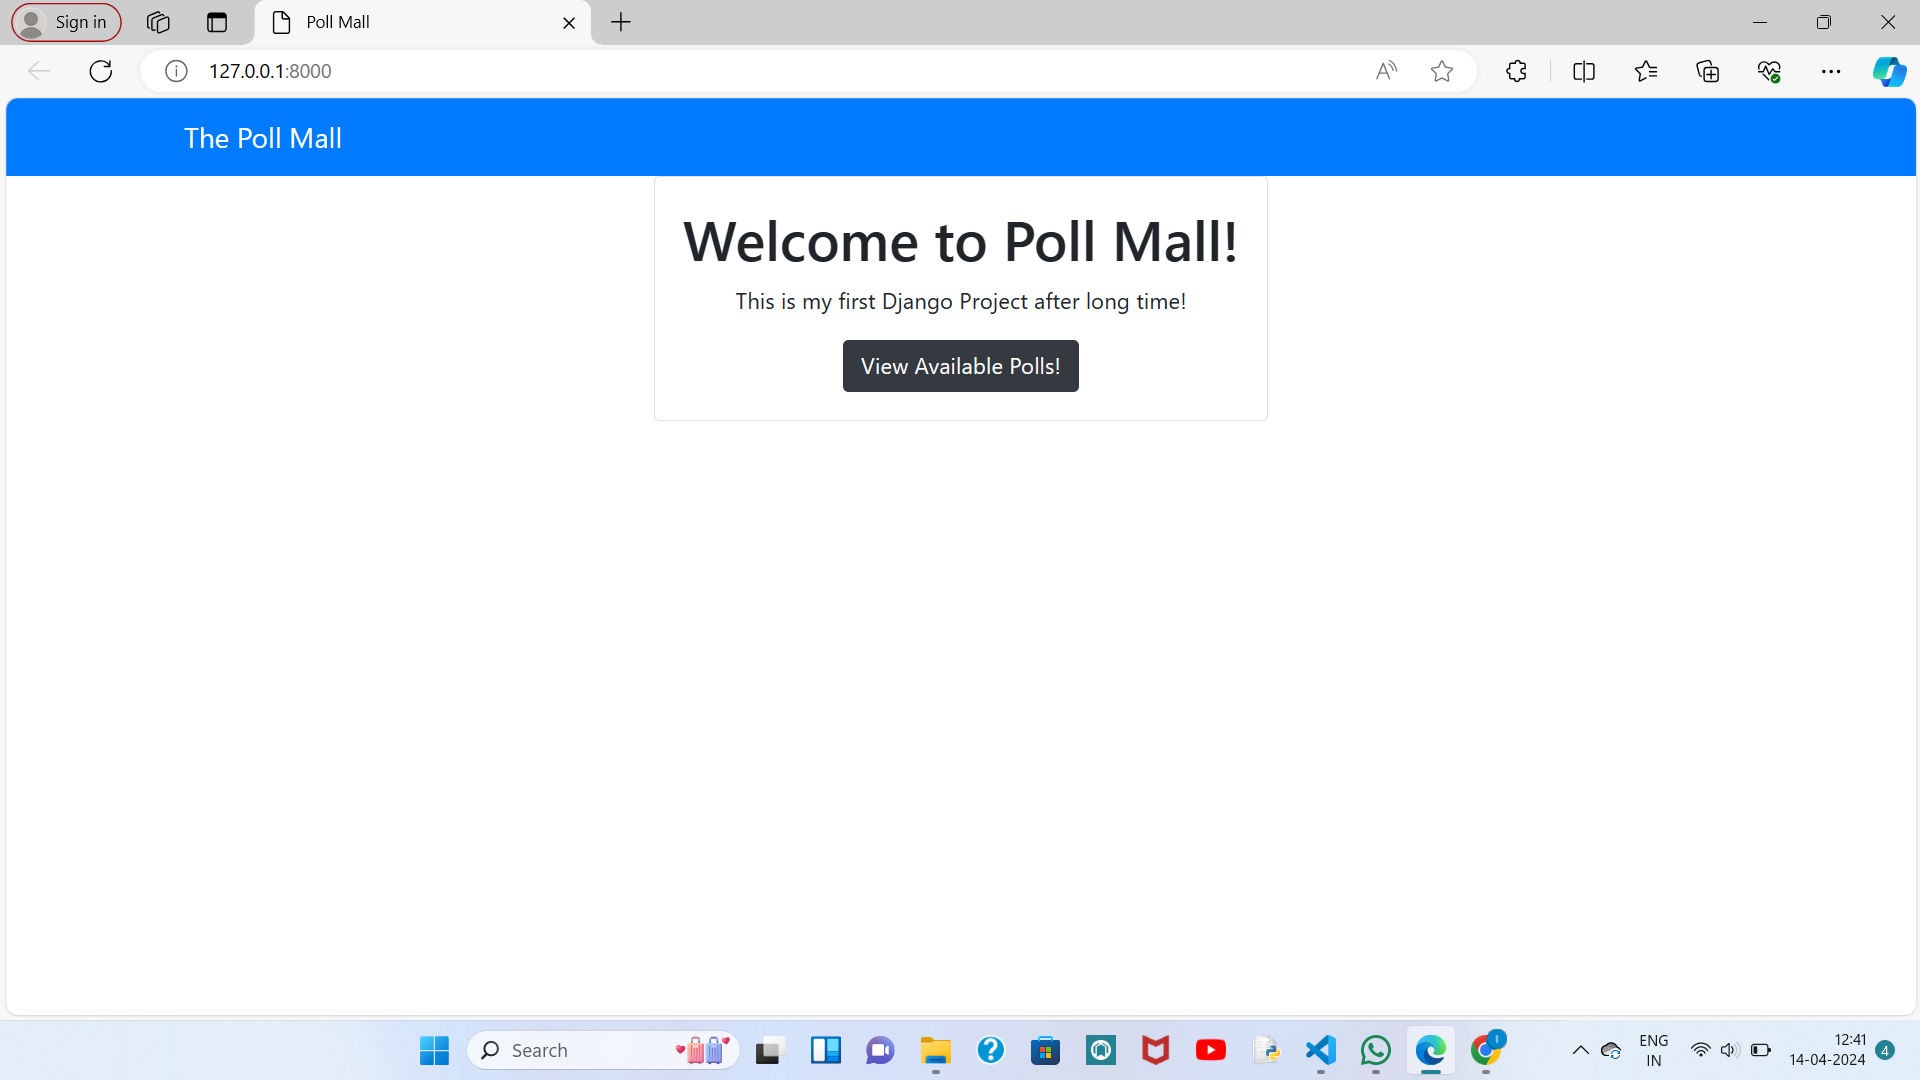 Sign in
Poll Mall
127.0.0.1:8000
The Poll Mall
Welcome to Poll Mall!
This is my first Django Project after long time!
View Available Polls!
Search
ENG
IN
12:41
14-04-2024
4